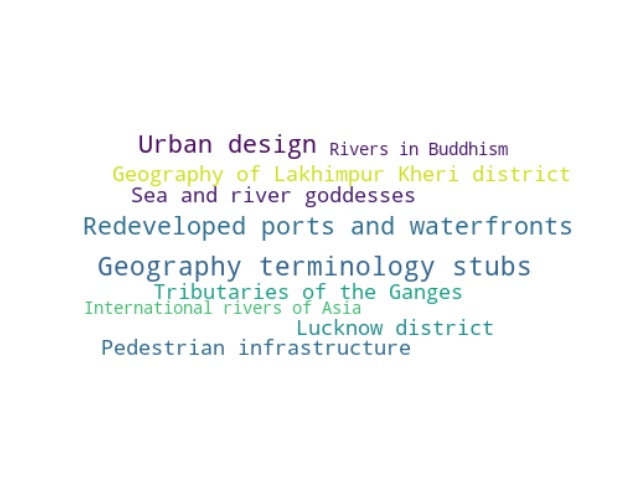 Urban design Rivers in Buddhism
Geography of Lakhimpur Kheri district
Sea and river goddesses
Redeveloped ports and waterfronts
Geography terminology stubs
Tributaries of the Ganges
International rivers of Asia
Lucknow district
Pedestrian infrastructure